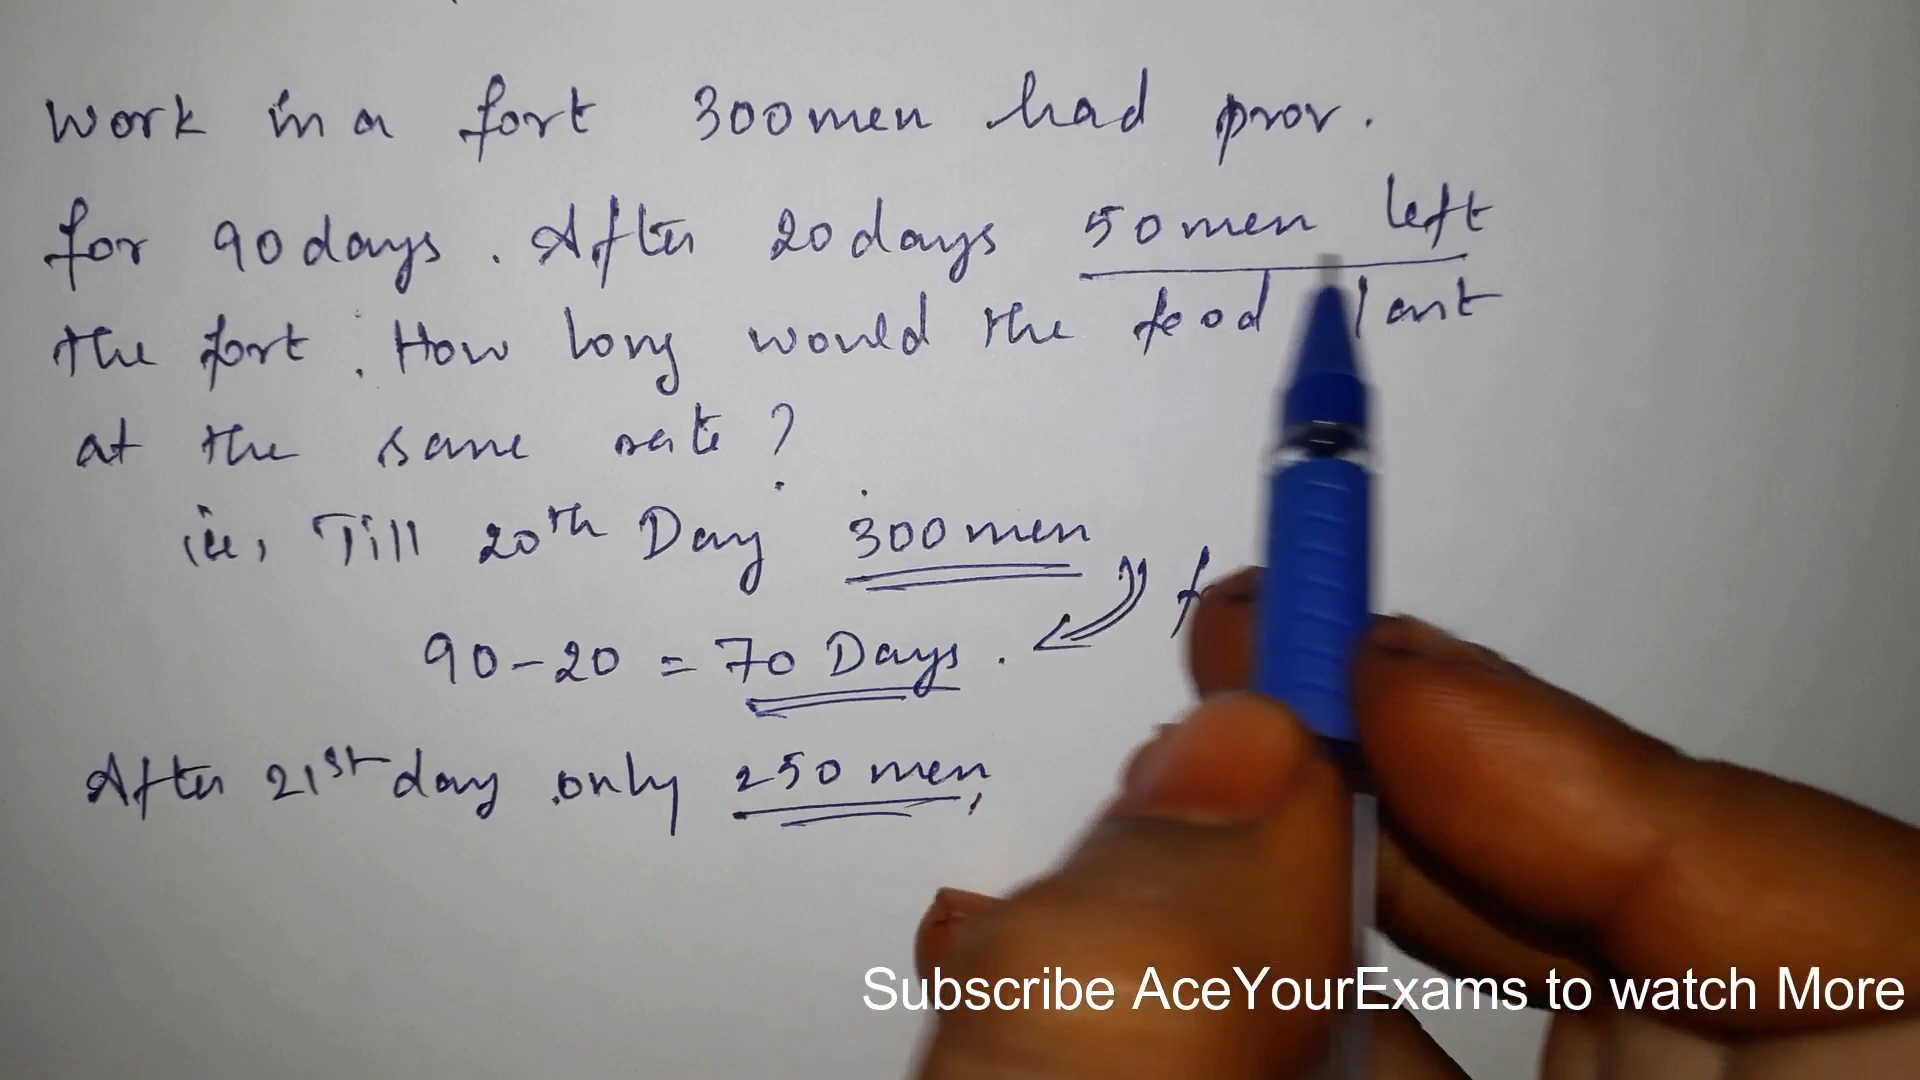 Work in a fort 300 men had prov.
for 90 days. After 20 days 50 men left
the fort. How long would the food last
at the same rate?
ie, Till 20th Day 300 men
90 - 20 = 70 Days.
After 21st day only 250 men,
Subscribe AceYourExams to watch More